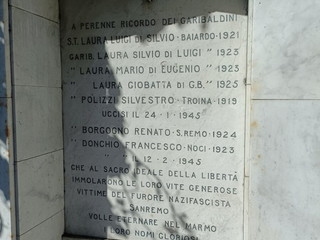 A PERENNE RICORDO DEI GARIBALDINI
S.T. LAURA LUIGI DI SILVIO - BAIARDO - 1921
GARIB. LAURA SILVIO DI LUIGI " 1923
" LAURA MARIO DI EUGENIO " 1923
" LAURA GIOBATTA DI G.B. " 1925
" POLIZZI SILVESTRO - TROINA - 1919
UCCISI IL 24 - 1 - 1945
" BORGOGNO RENATO - S. REMO - 1924
" DONCHIO FRANCESCO - NOCI - 1923
" " 12 - 2 - 1945
CHE AL SACRO IDEALE DELLA LIBERTÀ
IMMOLARONO LE LORO VITE GENEROSE
VITTIME DEL FURORE NAZIFASCISTA
SANREMO
VOLLE ETERNARE NEL MARMO
I LORO NOMI GLORIOSI